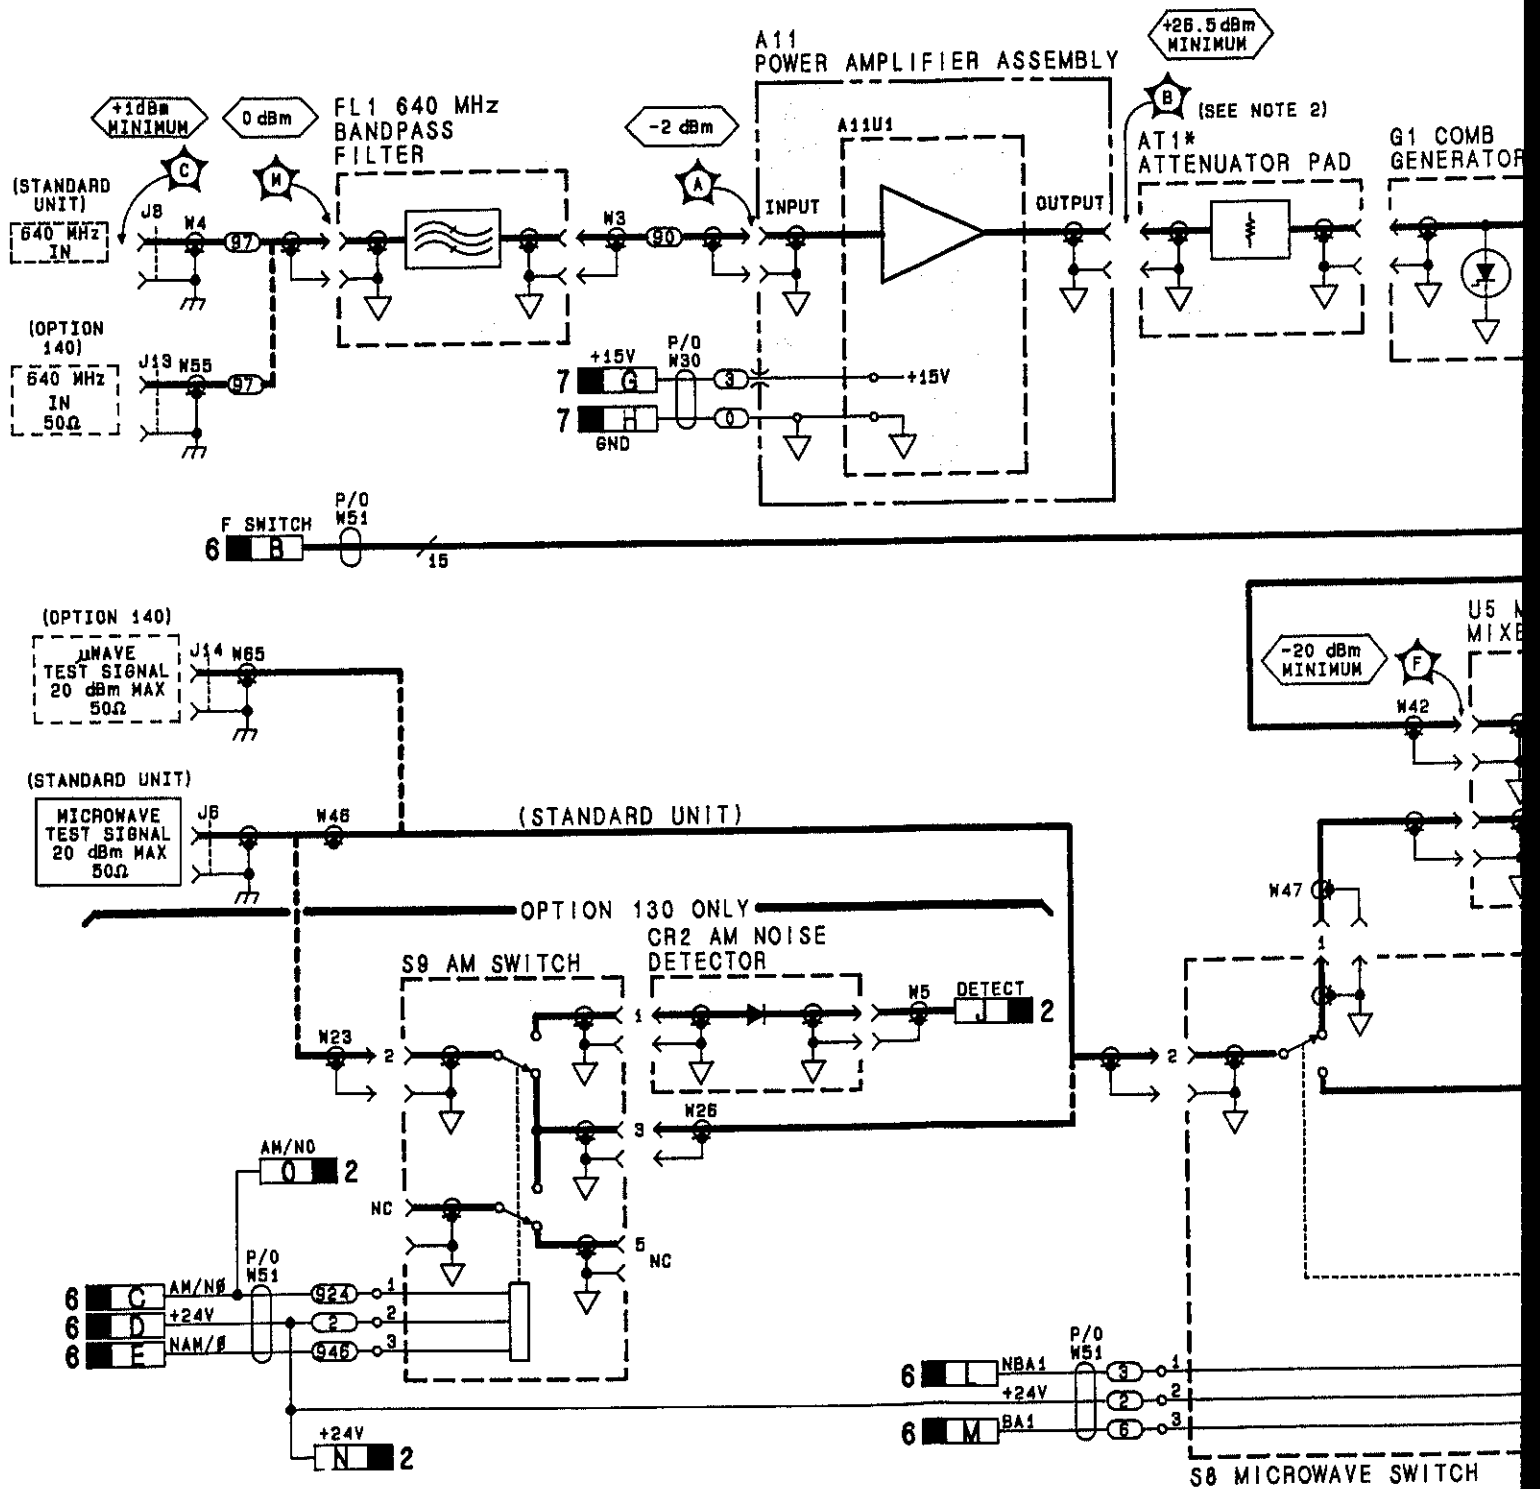 +26.5 dBm
MINIMUM
A11
POWER AMPLIFIER ASSEMBLY
B
(SEE NOTE 2)
+1dBm
MINIMUM
0 dBm
FL1 640 MHz
BANDPASS
FILTER
-2 dBm
A11U1
AT1*
ATTENUATOR PAD
G1 COMB
GENERATOR
C
M
A
(STANDARD
UNIT)
640 MHz
IN
J8
W4
97
W3
90
INPUT
OUTPUT
(OPTION
140)
640 MHz
IN
50Ω
J13
W55
97
+15V
P/O
W30
7
G
3
+15V
7
H
0
GND
P/O
W51
F SWITCH
6
B
15
(OPTION 140)
µWAVE
TEST SIGNAL
20 dBm MAX
50Ω
J14
W65
U5
-20 dBm
MINIMUM
F
W42
(STANDARD UNIT)
MICROWAVE
TEST SIGNAL
20 dBm MAX
50Ω
J6
W46
(STANDARD UNIT)
W47
1
OPTION 130 ONLY
S9 AM SWITCH
CR2 AM NOISE
DETECTOR
W23
2
1
W5
DETECT
J
2
2
3
W26
AM/NO
O
2
NC
5
NC
P/O
W51
6
C
AM/NØ
924
1
6
D
+24V
2
2
6
E
NAM/Ø
946
3
+24V
N
2
P/O
W51
6
L
NBA1
3
1
+24V
2
2
6
M
BA1
6
3
S8 MICROWAVE SWITCH